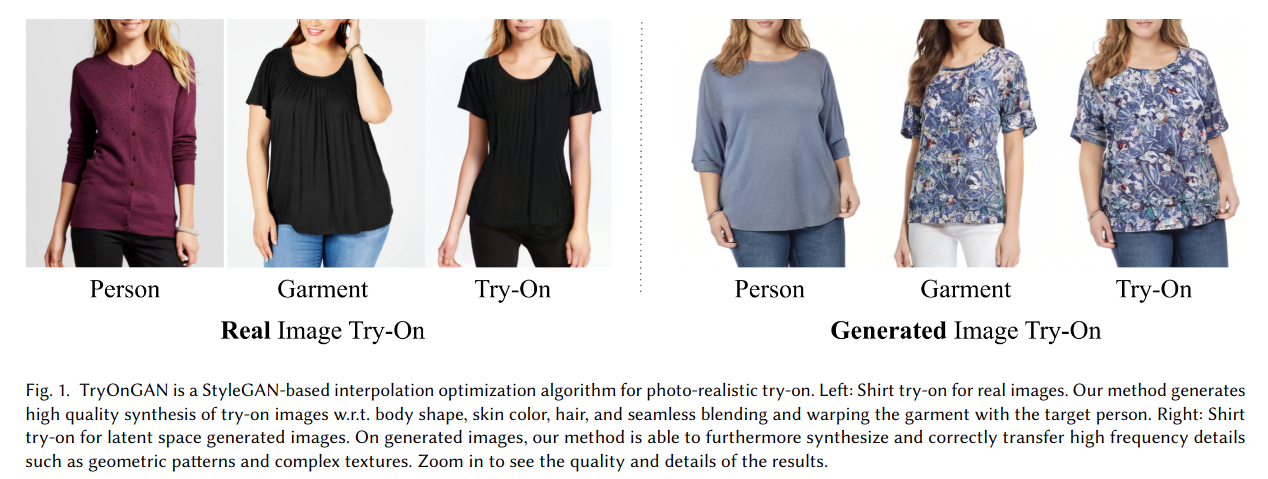 Person
Garment
Try-On
Real Image Try-On
Person
Garment
Try-On
Generated Image Try-On
Fig. 1. TryOnGAN is a StyleGAN-based interpolation optimization algorithm for photo-realistic try-on. Left: Shirt try-on for real images. Our method generates
high quality synthesis of try-on images w.r.t. body shape, skin color, hair, and seamless blending and warping the garment with the target person. Right: Shirt
try-on for latent space generated images. On generated images, our method is able to furthermore synthesize and correctly transfer high frequency details
such as geometric patterns and complex textures. Zoom in to see the quality and details of the results.